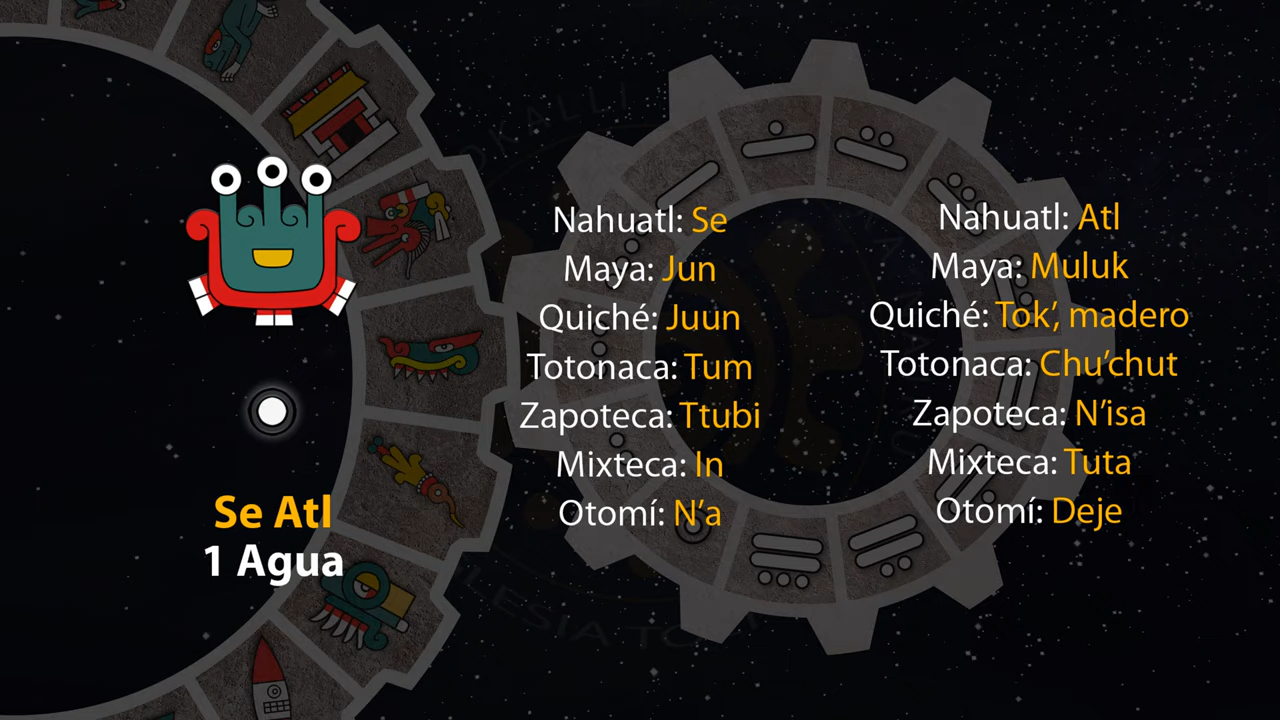 Nahuatl: Se
Maya: Jun
Quiché: Juun
Totonaca: Tum
Zapoteca: Ttubi
Mixteca: In
Otomí: N'a
Nahuatl: Atl
Maya: Muluk
Quiché: Tok', madero
Totonaca: Chu'chut
Zapoteca: N'isa
Mixteca: Tuta
Otomí: Deje
Se Atl
1 Agua